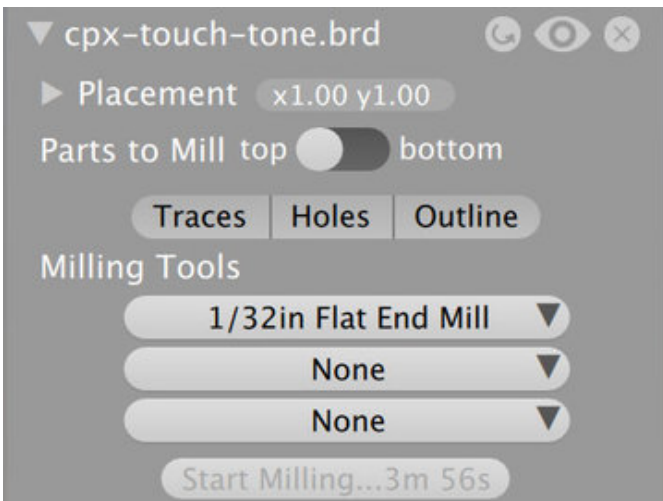 cpx-touch-tone.brd
Placement x1.00 y1.00
Parts to Mill top bottom
Traces Holes Outline
Milling Tools
1/32in Flat End Mill
None
None
Start Milling...3m 56s